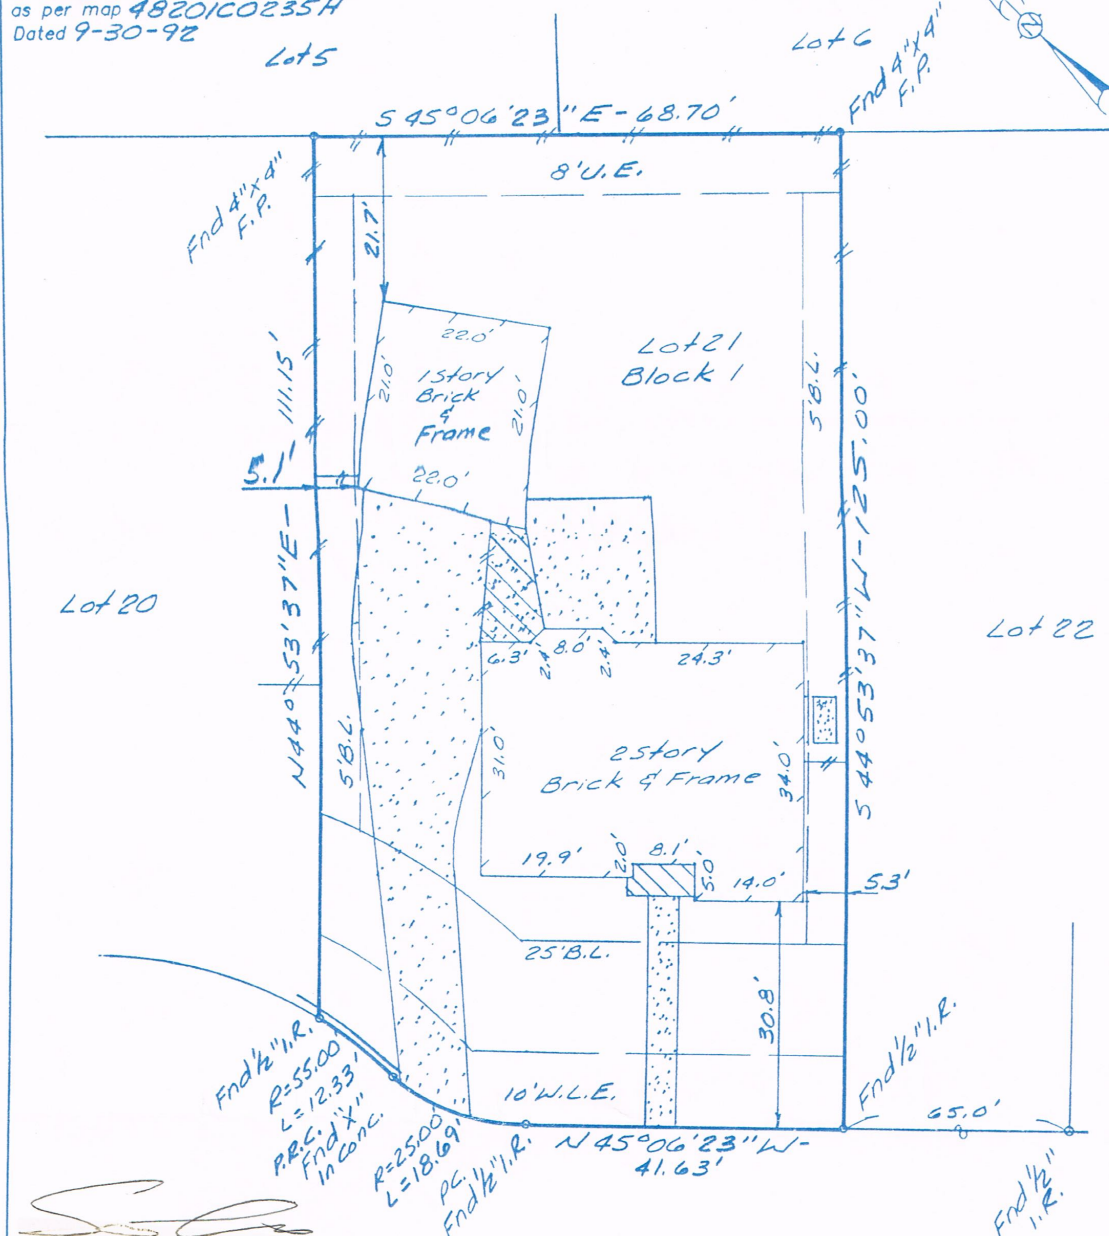 as per map 48201C0235H
Dated 9-30-92
Lot 5
Lot 6
Fnd 4"x4"
F.P.
N
S 45°06'23"E - 68.70'
Fnd 4"x4"
F.P.
8' U.E.
21.7'
22.0'
21.0'
1 Story
Brick
&
Frame
21.0'
22.0'
Lot 21
Block 1
5' B.L.
5.1'
N44°53'37"E - 111.15'
S 44°53'37"W - 125.00'
Lot 20
Lot 22
6.3'
2.4'
8.0'
2.4'
24.3'
5' B.L.
31.0'
2 Story
Brick & Frame
34.0'
19.9'
2.0'
8.1'
5.0'
14.0'
5.3'
25' B.L.
30.8'
Fnd 1/2" I.R.
R=55.00'
L=12.33'
P.R.C.
Fnd "X"
in Conc.
R=25.00'
L=18.69'
P.C.
Fnd 1/2" I.R.
10' W.L.E.
N 45°06'23"W -
41.63'
Fnd 1/2" I.R.
65.0'
Fnd 1/2"
I.R.